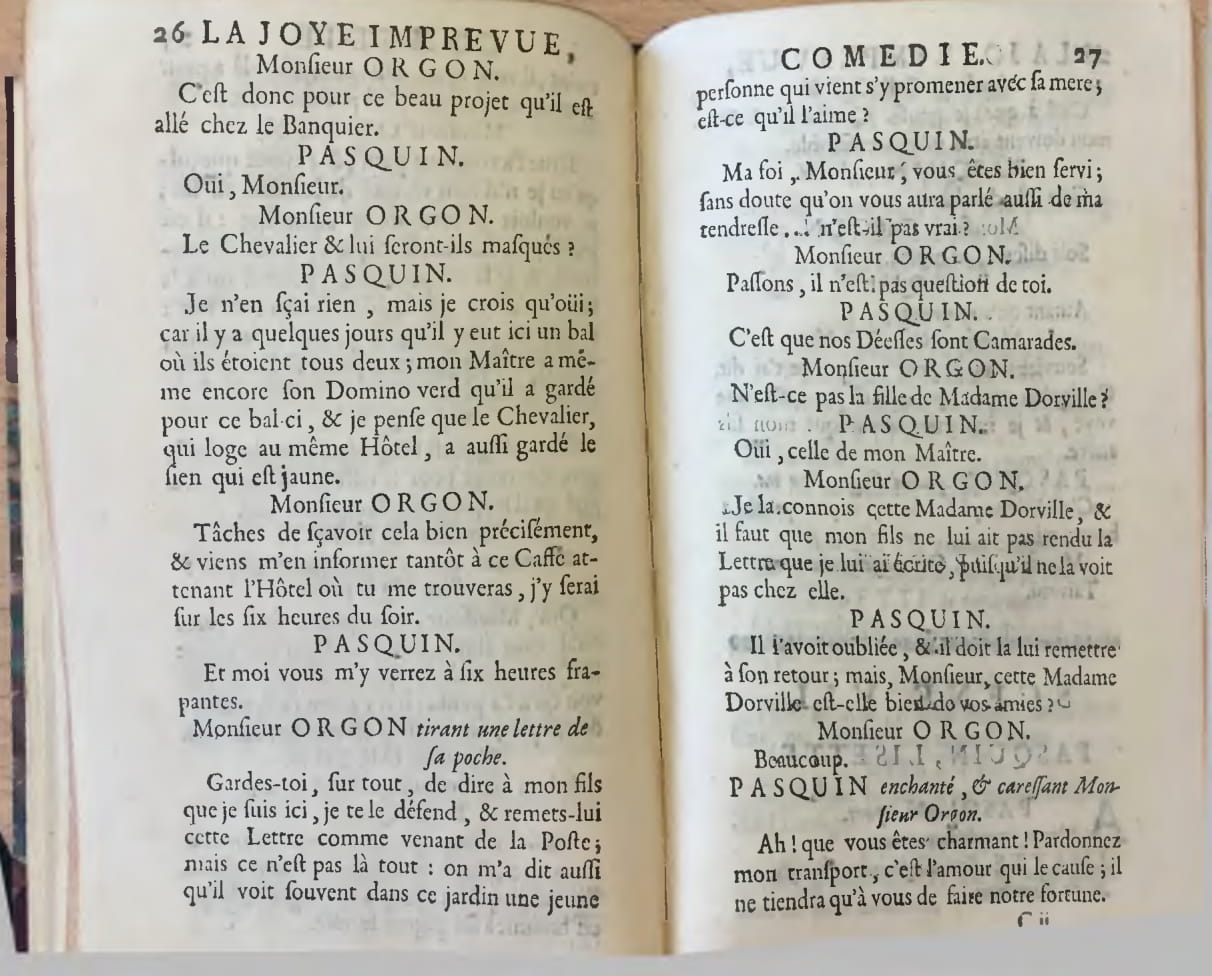 26 LA JOYE IMPREVUE,
Monſieur ORGON.
C'eſt donc pour ce beau projet qu'il eſt
allé chez le Banquier.
PASQUIN.
Oüi, Monſieur.
Monſieur ORGON.
Le Chevalier & lui ſeront-ils maſqués ?
PASQUIN.
Je n'en ſçai rien , mais je crois qu'oüi ;
car il y a quelques jours qu'il y eut ici un bal
où ils étoient tous deux ; mon Maître a mê-
me encore ſon Domino verd qu'il a gardé
pour ce bal-ci , & je penſe que le Chevalier,
qui loge au même Hôtel , a auſſi gardé le
ſien qui eſt jaune.
Monſieur ORGON.
Tâches de ſçavoir cela bien préciſément,
& viens m'en informer tantôt à ce Caffé at-
tenant l'Hôtel où tu me trouveras , j'y ſerai
ſur les ſix heures du ſoir.
PASQUIN.
Et moi vous m'y verrez à ſix heures fra-
pantes.
Monſieur ORGON tirant une lettre de
ſa poche.
Gardes-toi, ſur tout, de dire à mon fils
que je ſuis ici , je te le défend , & remets-lui
cette Lettre comme venant de la Poſte ;
mais ce n'eſt pas là tout : on m'a dit auſſi
qu'il voit ſouvent dans ce jardin une jeune
COMEDIE. 27
perſonne qui vient s'y promener avec ſa mere ;
eſt-ce qu'il l'aime ?
PASQUIN.
Ma foi , Monſieur , vous êtes bien ſervi ;
ſans doute qu'on vous aura parlé auſſi de ma
tendreſſe ... n'eſt-il pas vrai ?
Monſieur ORGON.
Paſſons , il n'eſt pas queſtion de toi.
PASQUIN.
C'eſt que nos Déeſſes ſont Camarades.
Monſieur ORGON.
N'eſt-ce pas la fille de Madame Dorville ?
PASQUIN.
Oüi , celle de mon Maître.
Monſieur ORGON.
Je la connois cette Madame Dorville , &
il faut que mon fils ne lui ait pas rendu la
Lettre que je lui ai écrite , puiſqu'il ne la voit
pas chez elle.
PASQUIN.
Il l'avoit oubliée , & il doit la lui remettre
à ſon retour ; mais, Monſieur, cette Madame
Dorville eſt-elle bien de vos amies ?
Monſieur ORGON.
Beaucoup.
PASQUIN enchanté , & careſſant Mon-
ſieur Orgon.
Ah ! que vous êtes charmant ! Pardonnez
mon tranſport , c'eſt l'amour qui le cauſe ; il
ne tiendra qu'à vous de faire notre fortune.
C ii